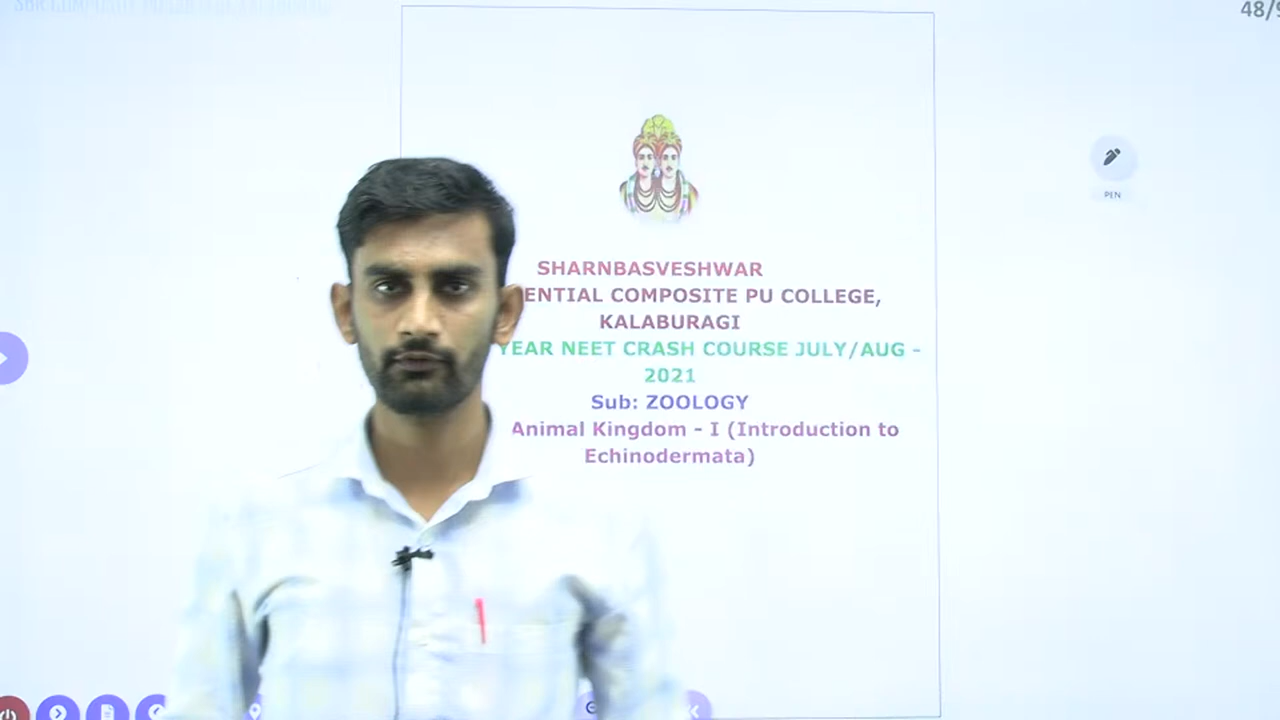 48/9
PEN
SHARNBASVESHWAR
ENTIAL COMPOSITE PU COLLEGE,
KALABURAGI
YEAR NEET CRASH COURSE JULY/AUG -
2021
Sub: ZOOLOGY
Animal Kingdom - I (Introduction to
Echinodermata)